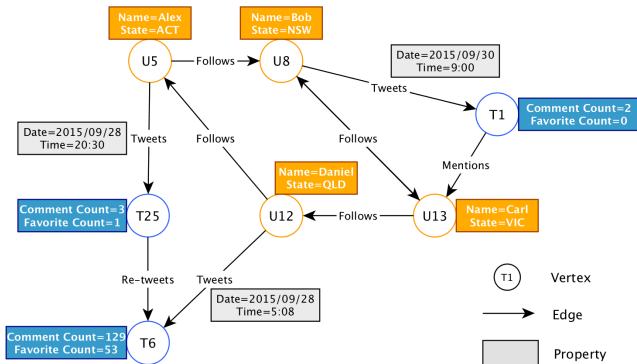 Name=Alex
State=ACT
Name=Bob
State=NSW
U5
Follows
U8
Date=2015/09/30
Time=9:00
Tweets
T1
Comment Count=2
Favorite Count=0
Date=2015/09/28
Time=20:30
Tweets
Follows
Follows
Mentions
Name=Daniel
State=QLD
Comment Count=3
Favorite Count=1
T25
U12
Follows
U13
Name=Carl
State=VIC
Re-tweets
Tweets
Date=2015/09/28
Time=5:08
Comment Count=129
Favorite Count=53
T6
T1
Vertex
Edge
Property